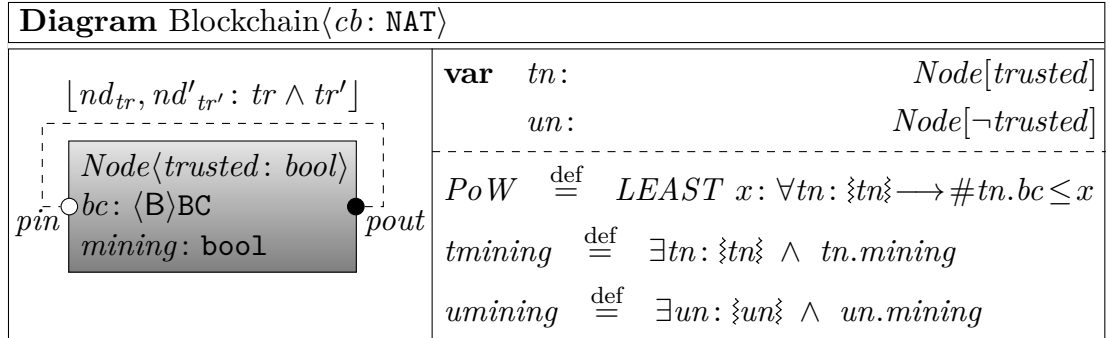 Diagram Blockchain⟨cb: NAT⟩
⌊nd_tr, nd′_tr′: tr ∧ tr′⌋
Node⟨trusted: bool⟩
pin
bc: ⟨B⟩BC
pout
mining: bool
var tn: Node[trusted]
un: Node[¬trusted]
PoW ≝ LEAST x: ∀tn: ⦚tn⦚ ⟶ #tn.bc ≤ x
tmining ≝ ∃tn: ⦚tn⦚ ∧ tn.mining
umining ≝ ∃un: ⦚un⦚ ∧ un.mining